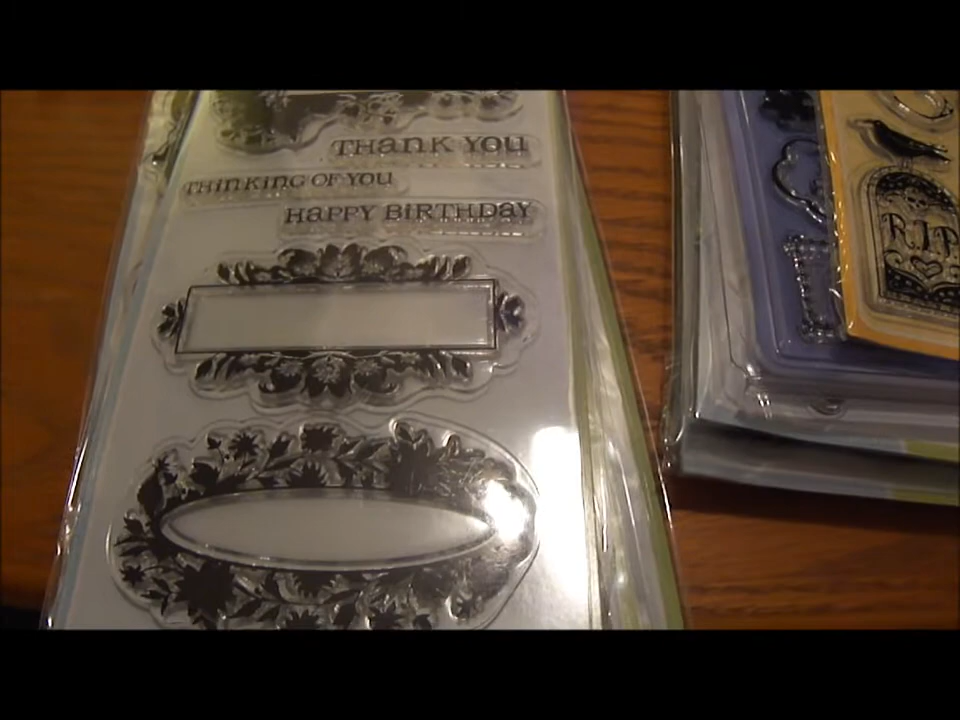 THANK YOU
THINKING OF YOU
HAPPY BIRTHDAY
R.I.P.